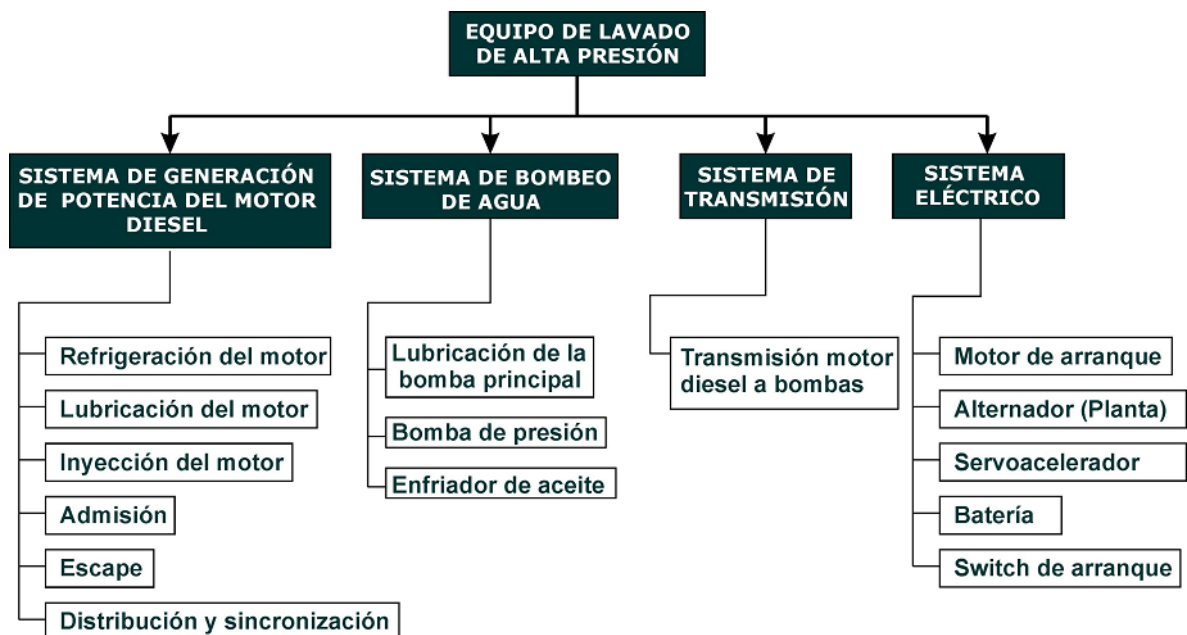 EQUIPO DE LAVADO
DE ALTA PRESIÓN
SISTEMA DE GENERACIÓN
DE POTENCIA DEL MOTOR
DIESEL
SISTEMA DE BOMBEO
DE AGUA
SISTEMA DE
TRANSMISIÓN
SISTEMA
ELÉCTRICO
Refrigeración del motor
Lubricación del motor
Inyección del motor
Admisión
Escape
Distribución y sincronización
Lubricación de la
bomba principal
Bomba de presión
Enfriador de aceite
Transmisión motor
diesel a bombas
Motor de arranque
Alternador (Planta)
Servoacelerador
Batería
Switch de arranque